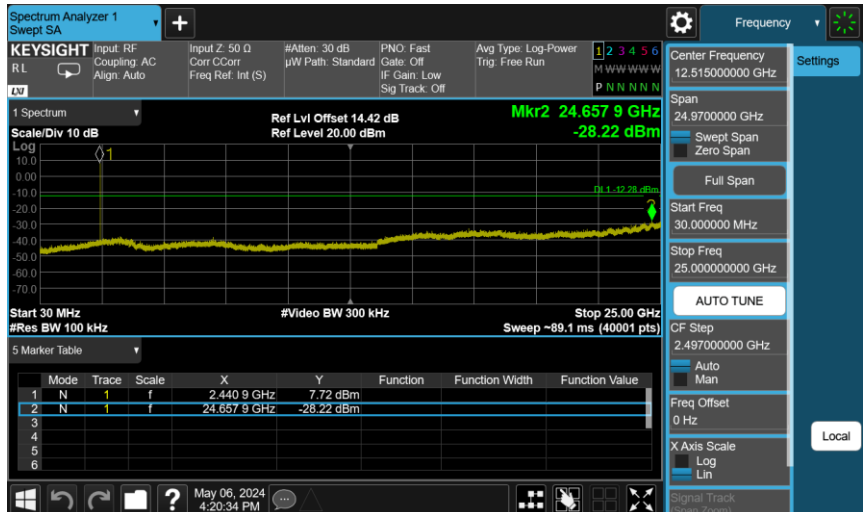 Spectrum Analyzer 1
Swept SA
+
Frequency
KEYSIGHT
RL
LXI
Input: RF
Coupling: AC
Align: Auto
Input Z: 50 Ω
Corr CCorr
Freq Ref: Int (S)
#Atten: 30 dB
µW Path: Standard
PNO: Fast
Gate: Off
IF Gain: Low
Sig Track: Off
Avg Type: Log-Power
Trig: Free Run
1 2 3 4 5 6
M W W W W W
P N N N N N
1 Spectrum
Scale/Div 10 dB
Ref Lvl Offset 14.42 dB
Ref Level 20.00 dBm
Mkr2 24.657 9 GHz
-28.22 dBm
Log
10.0
0.00
-10.0
-20.0
-30.0
-40.0
-50.0
-60.0
-70.0
1
DL1 -12.28 dBm
2
Start 30 MHz
#Res BW 100 kHz
#Video BW 300 kHz
Stop 25.00 GHz
Sweep ~89.1 ms (40001 pts)
5 Marker Table
Mode Trace Scale X Y Function Function Width Function Value
1 N 1 f 2.440 9 GHz 7.72 dBm
2 N 1 f 24.657 9 GHz -28.22 dBm
3
4
5
6
?
May 06, 2024
4:20:34 PM
Center Frequency
12.515000000 GHz
Span
24.9700000 GHz
Swept Span
Zero Span
Full Span
Start Freq
30.000000 MHz
Stop Freq
25.000000000 GHz
AUTO TUNE
CF Step
2.497000000 GHz
Auto
Man
Freq Offset
0 Hz
X Axis Scale
Log
Lin
Signal Track
(Span Zoom)
Settings
Local